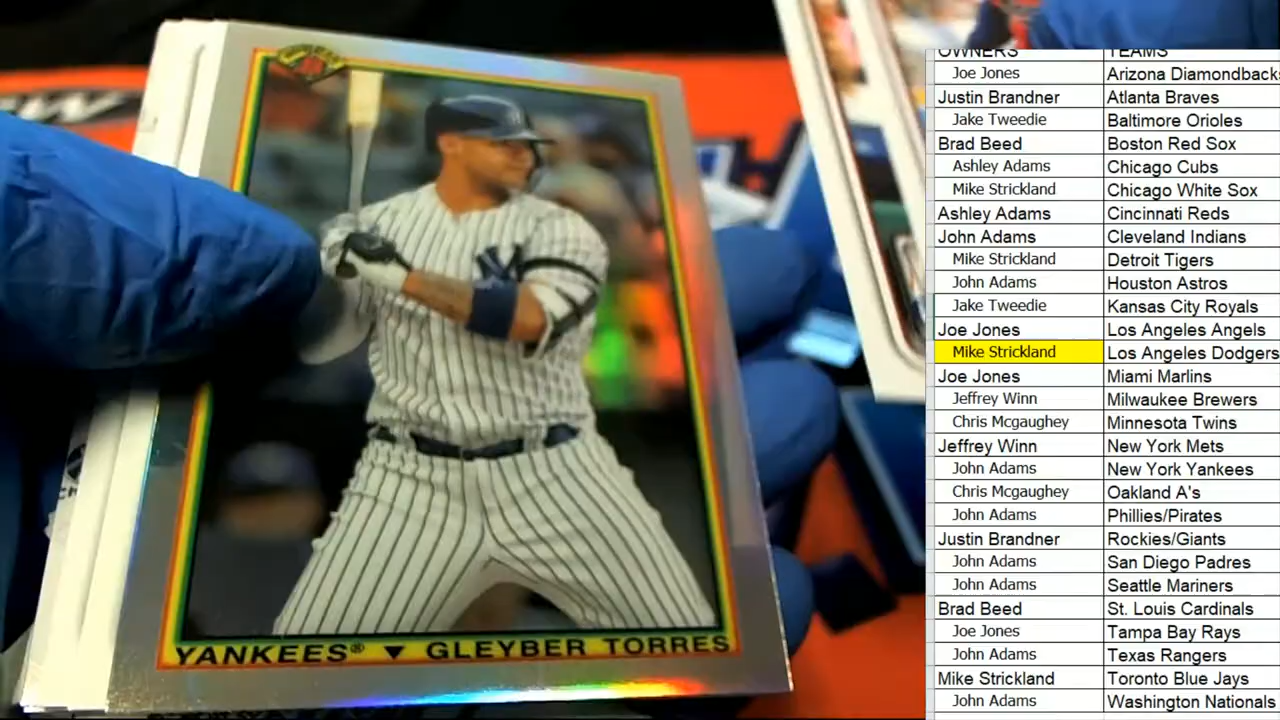 YANKEES® ▼ GLEYBER TORRES
OWNERS TEAMS
Joe Jones Arizona Diamondbacks
Justin Brandner Atlanta Braves
Jake Tweedie Baltimore Orioles
Brad Beed Boston Red Sox
Ashley Adams Chicago Cubs
Mike Strickland Chicago White Sox
Ashley Adams Cincinnati Reds
John Adams Cleveland Indians
Mike Strickland Detroit Tigers
John Adams Houston Astros
Jake Tweedie Kansas City Royals
Joe Jones Los Angeles Angels
Mike Strickland Los Angeles Dodgers
Joe Jones Miami Marlins
Jeffrey Winn Milwaukee Brewers
Chris Mcgaughey Minnesota Twins
Jeffrey Winn New York Mets
John Adams New York Yankees
Chris Mcgaughey Oakland A's
John Adams Phillies/Pirates
Justin Brandner Rockies/Giants
John Adams San Diego Padres
John Adams Seattle Mariners
Brad Beed St. Louis Cardinals
Joe Jones Tampa Bay Rays
John Adams Texas Rangers
Mike Strickland Toronto Blue Jays
John Adams Washington Nationals